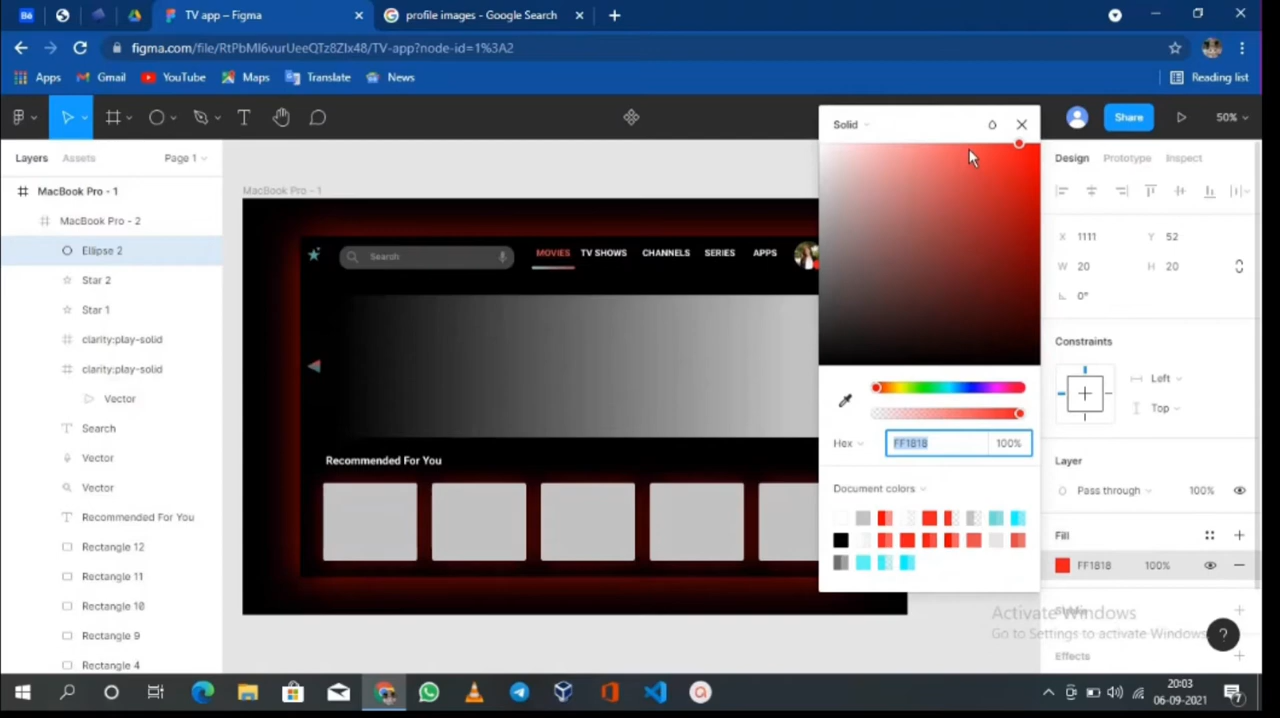 Bē
TV app – Figma
profile images - Google Search
figma.com/file/RtPbMI6vurUeeQTz8ZIx48/TV-app?node-id=1%3A2
Apps
Gmail
YouTube
Maps
Translate
News
Reading list
Share
50%
Layers
Assets
Page 1
MacBook Pro - 1
MacBook Pro - 2
Ellipse 2
Star 2
Star 1
clarity:play-solid
clarity:play-solid
Vector
Search
Vector
Vector
Recommended For You
Rectangle 12
Rectangle 11
Rectangle 10
Rectangle 9
Rectangle 4
MacBook Pro - 1
Search
MOVIES
TV SHOWS
CHANNELS
SERIES
APPS
Recommended For You
Solid
Hex
FF1818
100%
Document colors
Design
Prototype
Inspect
X 1111
Y 52
W 20
H 20
0°
Constraints
Left
Top
Layer
Pass through
100%
Fill
FF1818
100%
Activate Windows
Go to Settings to activate Windows.
Effects
?
20:03
06-09-2021
7